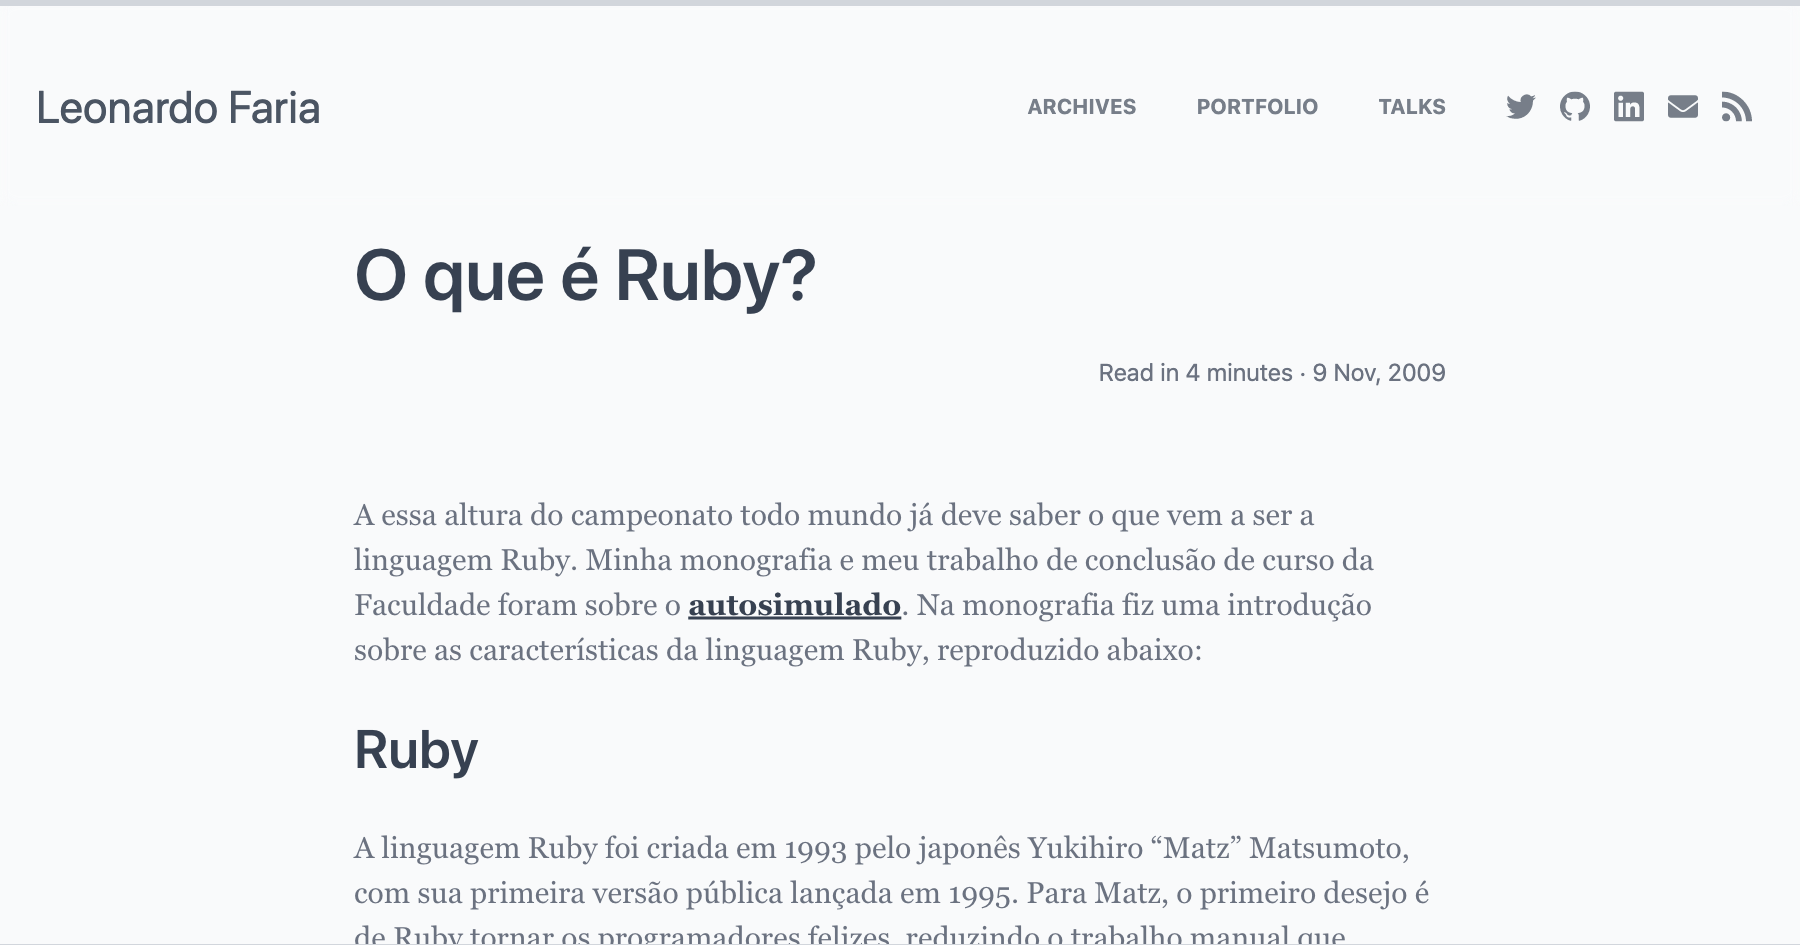 Leonardo Faria
ARCHIVES PORTFOLIO TALKS
O que é Ruby?
Read in 4 minutes · 9 Nov, 2009
A essa altura do campeonato todo mundo já deve saber o que vem a ser a
linguagem Ruby. Minha monografia e meu trabalho de conclusão de curso da
Faculdade foram sobre o autosimulado. Na monografia fiz uma introdução
sobre as características da linguagem Ruby, reproduzido abaixo:
Ruby
A linguagem Ruby foi criada em 1993 pelo japonês Yukihiro “Matz” Matsumoto,
com sua primeira versão pública lançada em 1995. Para Matz, o primeiro desejo é
de Ruby tornar os programadores felizes, reduzindo o trabalho manual que